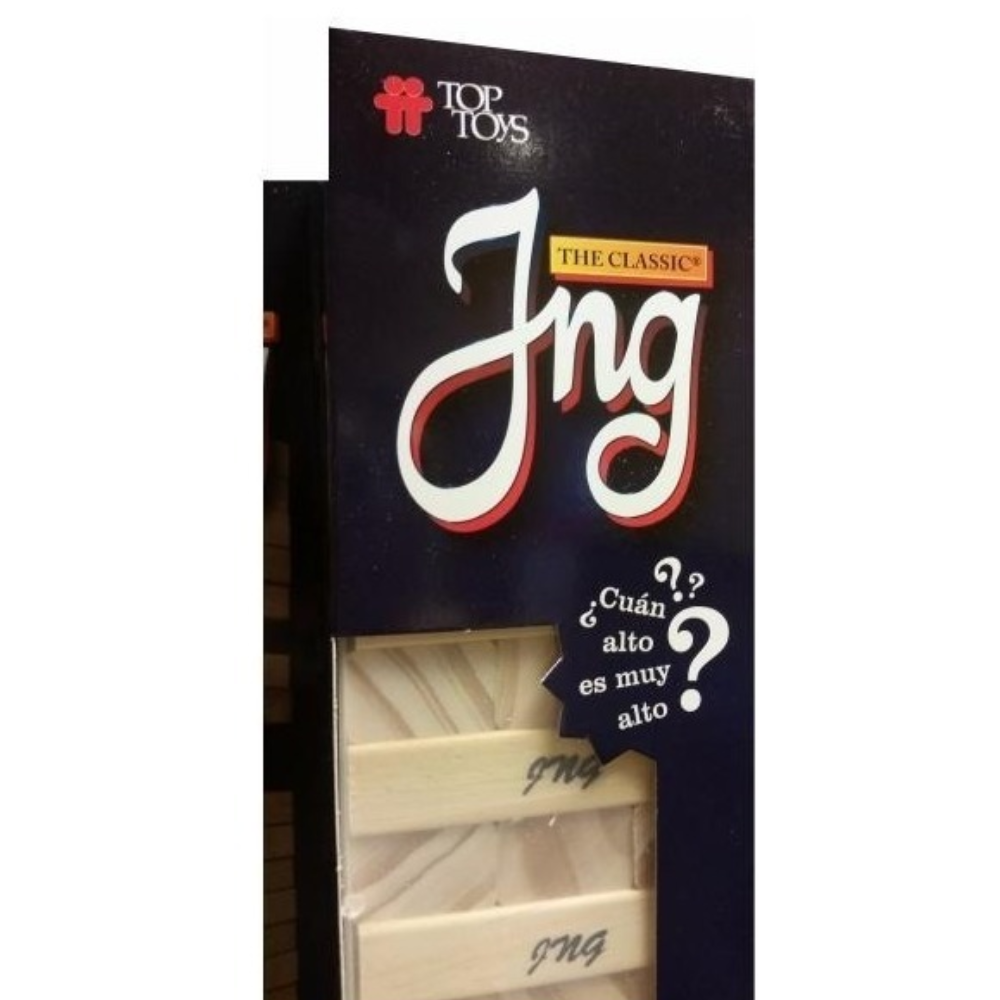 TOP
TOYS
THE CLASSIC®
Jng
??
¿Cuán
alto
es muy
alto ?
JNG
JNG